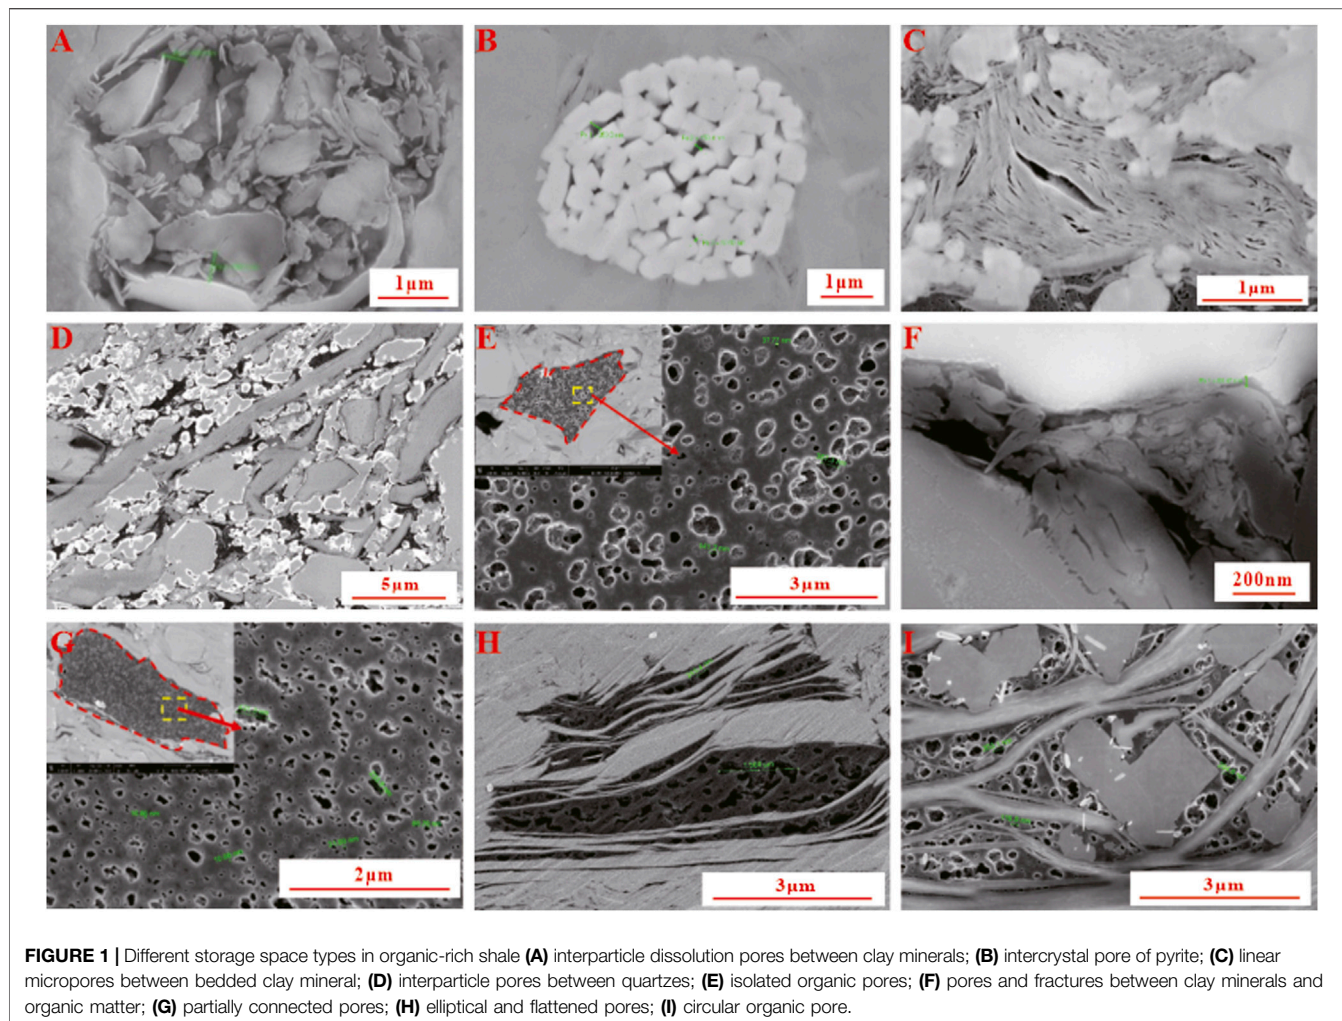 A
B
C
1µm
1µm
1µm
D
E
F
5µm
3µm
200nm
G
H
I
2µm
3µm
3µm
FIGURE 1 | Different storage space types in organic-rich shale (A) interparticle dissolution pores between clay minerals; (B) intercrystal pore of pyrite; (C) linear
micropores between bedded clay mineral; (D) interparticle pores between quartzes; (E) isolated organic pores; (F) pores and fractures between clay minerals and
organic matter; (G) partially connected pores; (H) elliptical and flattened pores; (I) circular organic pore.